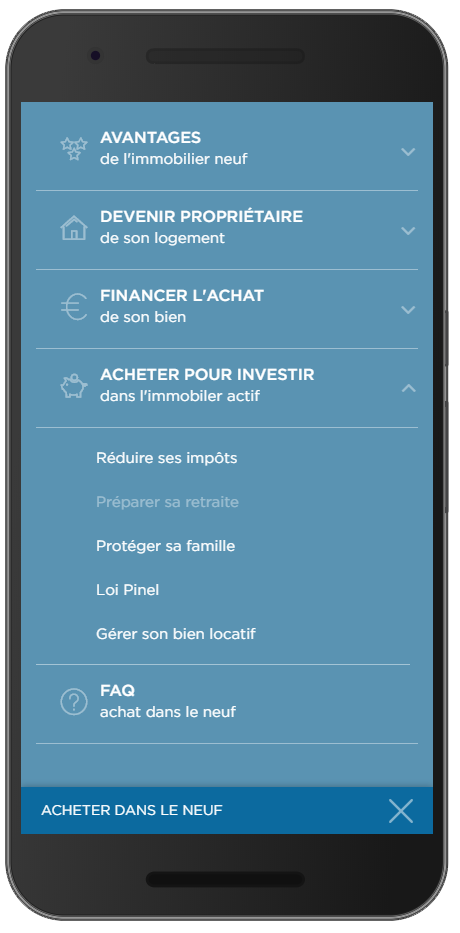 AVANTAGES
de l'immobilier neuf
DEVENIR PROPRIÉTAIRE
de son logement
FINANCER L'ACHAT
de son bien
ACHETER POUR INVESTIR
dans l'immobiler actif
Réduire ses impôts
Préparer sa retraite
Protéger sa famille
Loi Pinel
Gérer son bien locatif
FAQ
achat dans le neuf
ACHETER DANS LE NEUF